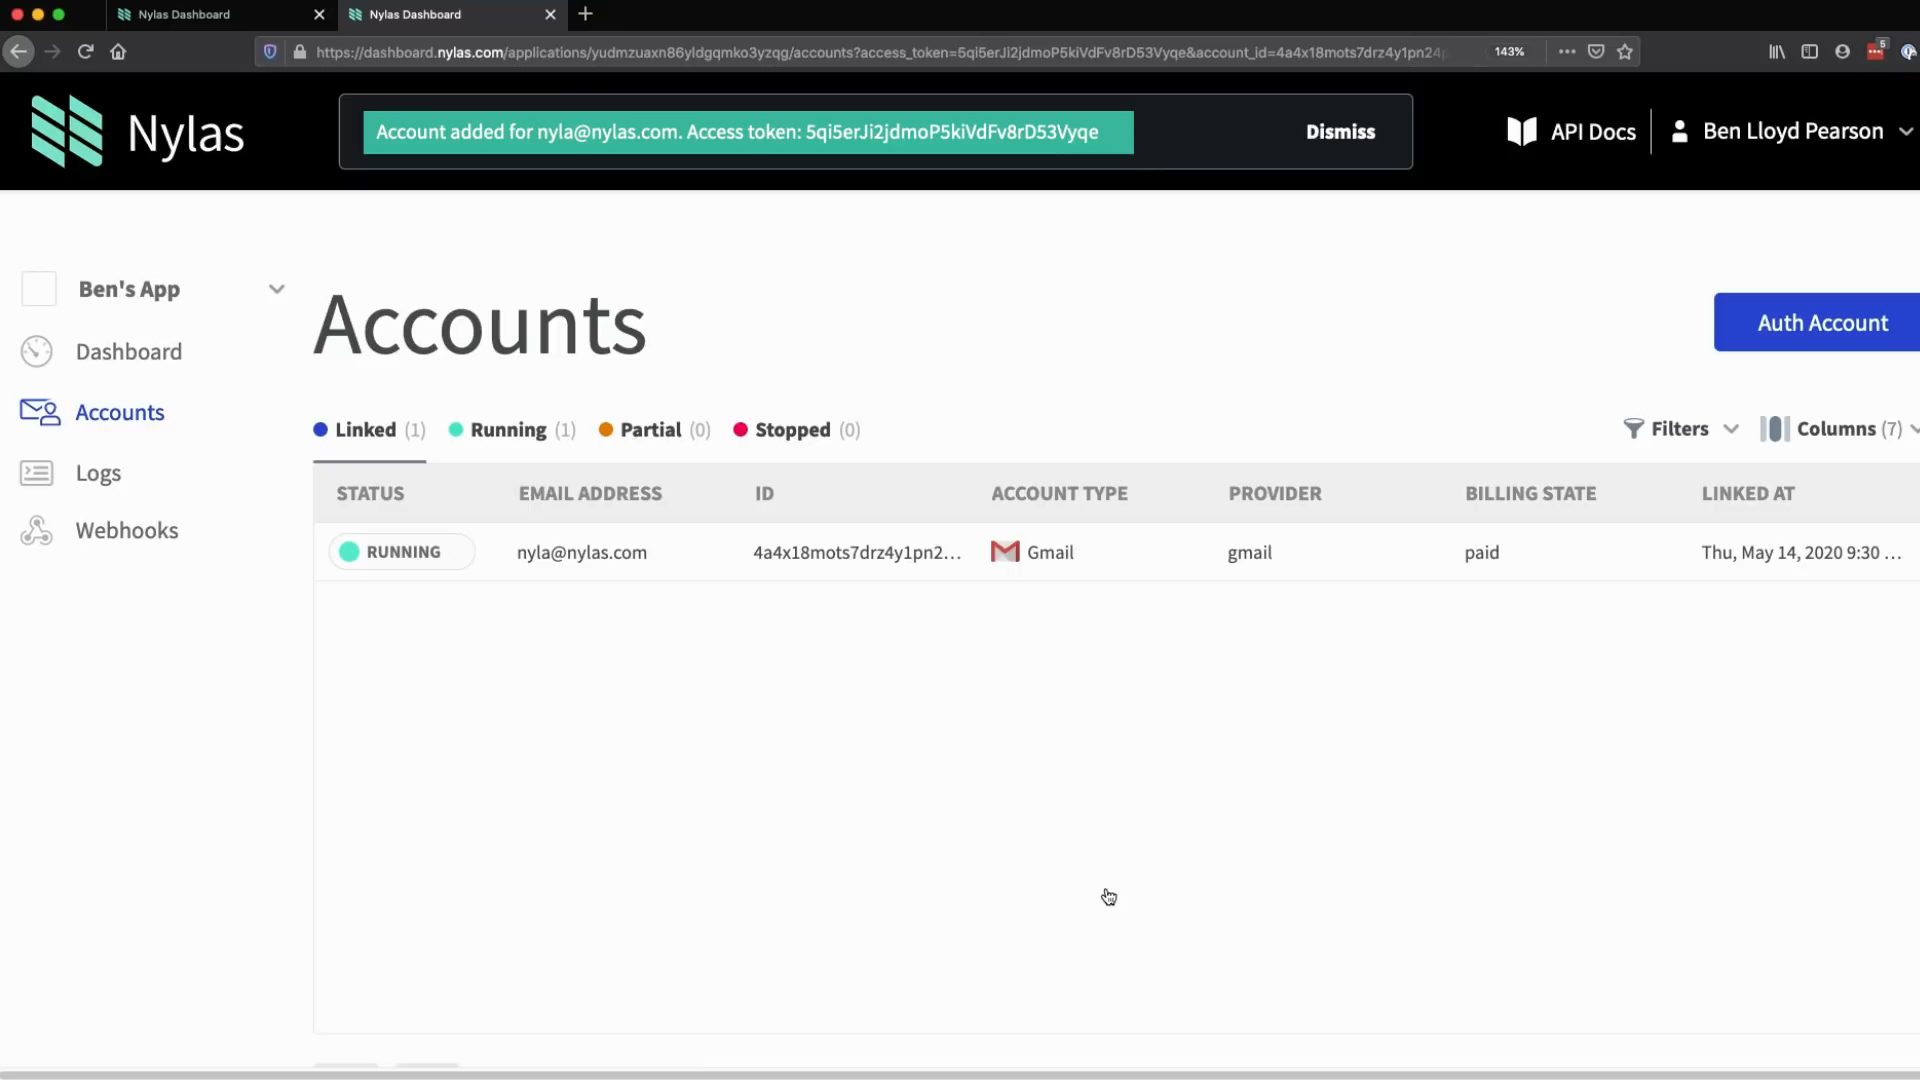 Nylas Dashboard
Nylas Dashboard
https://dashboard.nylas.com/applications/yudmzuaxn86yldgqmko3yzqg/accounts?access_token=5qi5erJi2jdmoP5kiVdFv8rD53Vyqe&account_id=4a4x18mots7drz4y1pn24p
143%
5
Nylas
Account added for nyla@nylas.com. Access token: 5qi5erJi2jdmoP5kiVdFv8rD53Vyqe
Dismiss
API Docs
Ben Lloyd Pearson
Ben's App
Dashboard
Accounts
Logs
Webhooks
Accounts
Auth Account
Linked (1) Running (1) Partial (0) Stopped (0)
Filters
Columns (7)
STATUS EMAIL ADDRESS ID ACCOUNT TYPE PROVIDER BILLING STATE LINKED AT
RUNNING nyla@nylas.com 4a4x18mots7drz4y1pn2... Gmail gmail paid Thu, May 14, 2020 9:30 ...